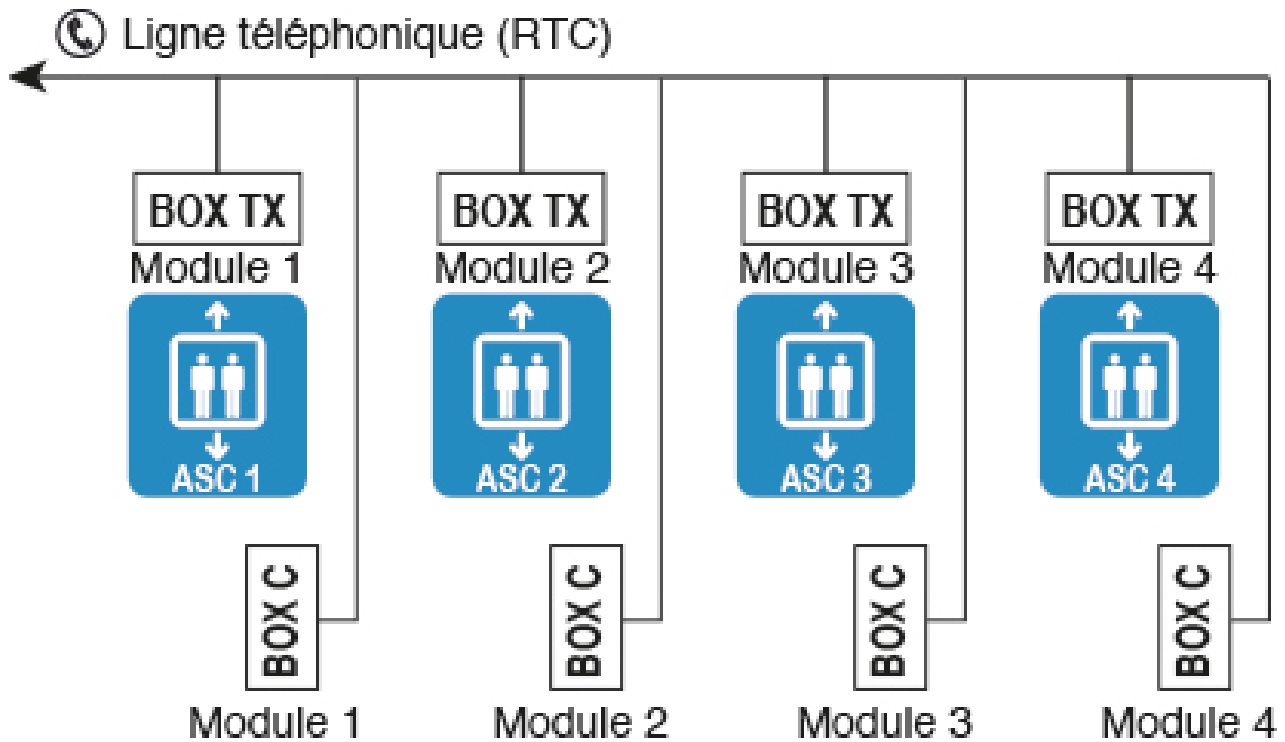 Ligne téléphonique (RTC)
BOX TX BOX TX BOX TX BOX TX
Module 1 Module 2 Module 3 Module 4
ASC 1 ASC 2 ASC 3 ASC 4
BOX C BOX C BOX C BOX C
Module 1 Module 2 Module 3 Module 4